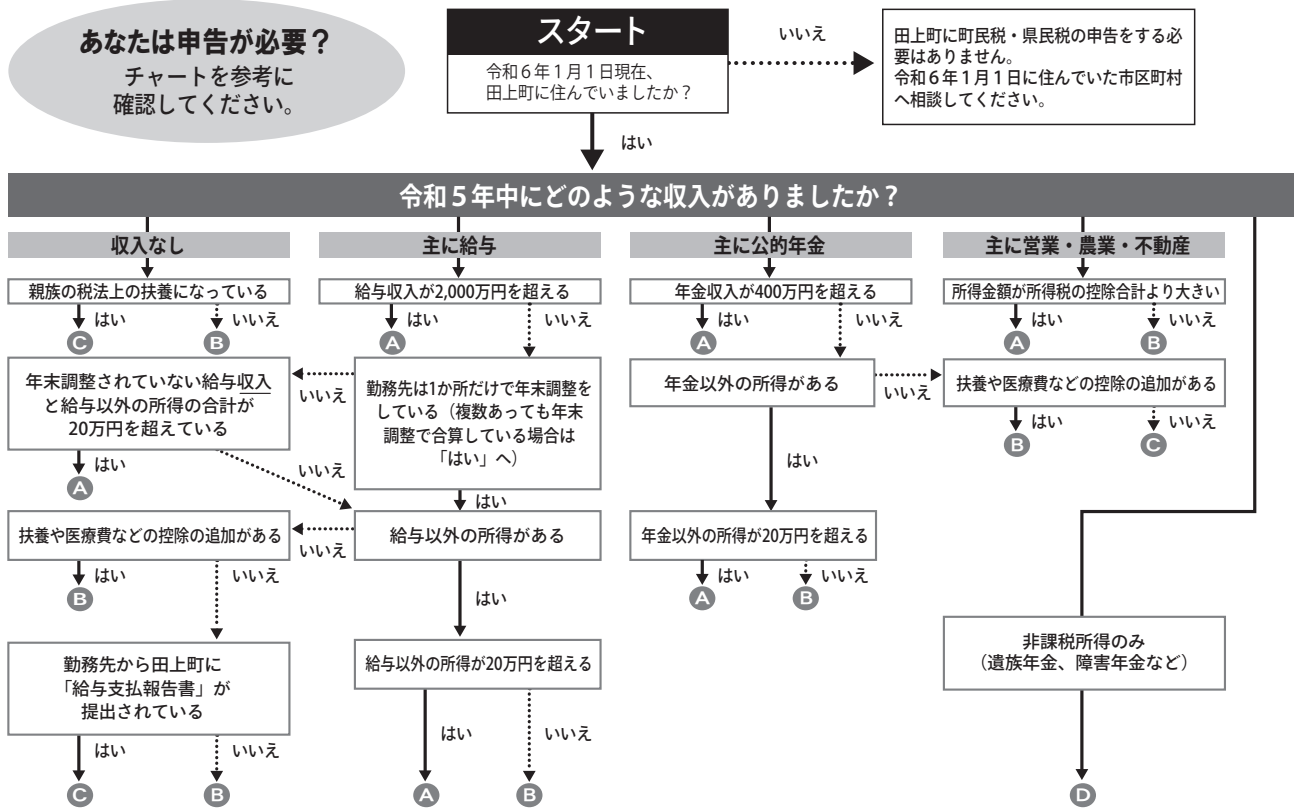 あなたは申告が必要？
チャートを参考に
確認してください。
スタート
令和６年１月１日現在、
田上町に住んでいましたか？
いいえ
田上町に町民税・県民税の申告をする必
要はありません。
令和６年１月１日に住んでいた市区町村
へ相談してください。
はい
令和５年中にどのような収入がありましたか？
収入なし
親族の税法上の扶養になっている
はい
いいえ
C
B
主に給与
給与収入が2,000万円を超える
はい
いいえ
A
勤務先は1か所だけで年末調整を
している（複数あっても年末
調整で合算している場合は
「はい」へ）
いいえ
はい
年末調整されていない給与収入
と給与以外の所得の合計が
20万円を超えている
はい
いいえ
A
給与以外の所得がある
いいえ
はい
扶養や医療費などの控除の追加がある
はい
いいえ
B
勤務先から田上町に
「給与支払報告書」が
提出されている
はい
いいえ
C
B
給与以外の所得が20万円を超える
はい
いいえ
A
B
主に公的年金
年金収入が400万円を超える
はい
いいえ
A
年金以外の所得がある
いいえ
はい
年金以外の所得が20万円を超える
はい
いいえ
A
B
主に営業・農業・不動産
所得金額が所得税の控除合計より大きい
はい
いいえ
A
B
扶養や医療費などの控除の追加がある
はい
いいえ
B
C
非課税所得のみ
（遺族年金、障害年金など）
D